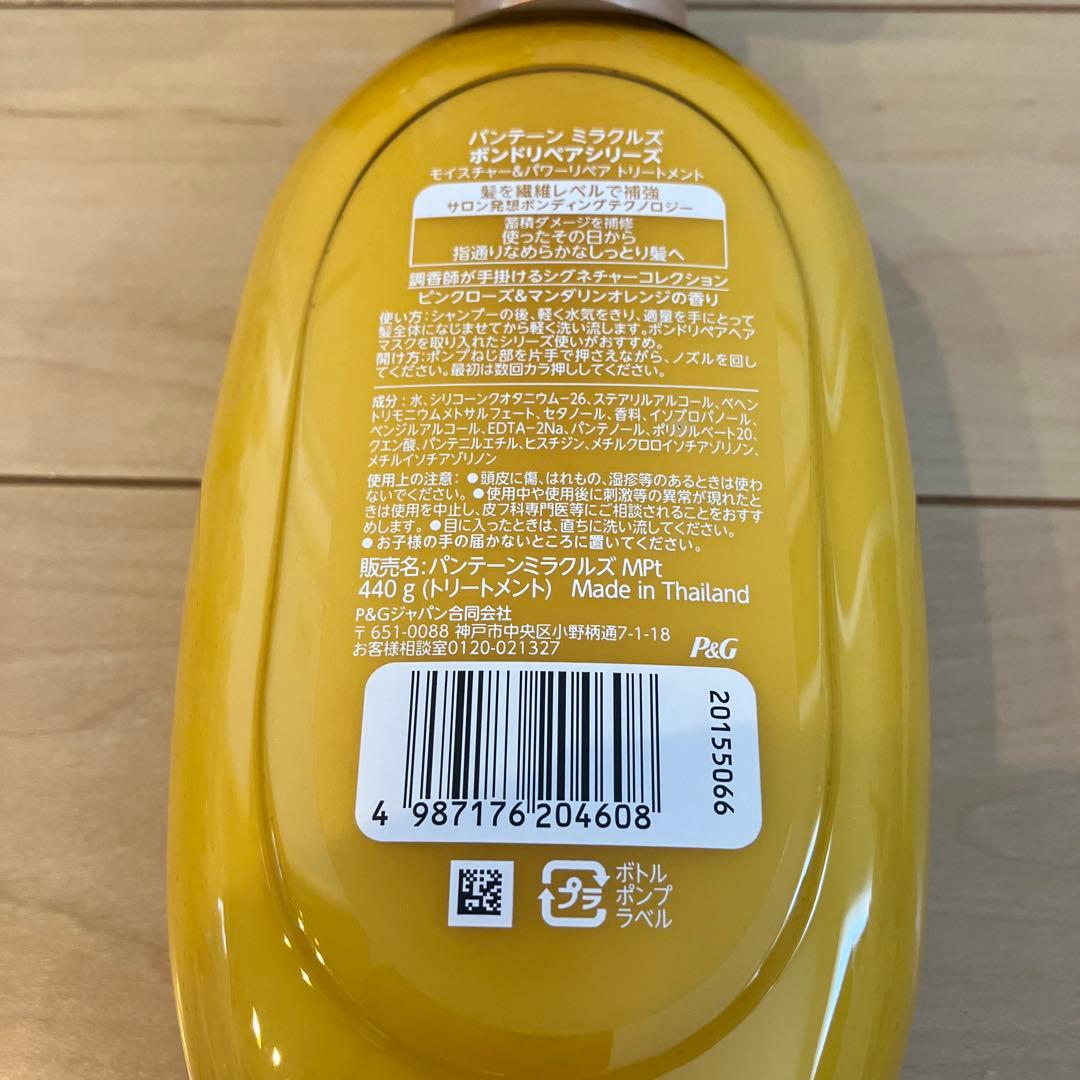 パンテーン ミラクルズ
ボンドリペアシリーズ
モイスチャー&パワーリペア トリートメント
髪を繊維レベルで補強
サロン発想ボンディングテクノロジー
蓄積ダメージを補修
使ったその日から
指通りなめらかなしっとり髪へ
調香師が手掛けるシグネチャーコレクション
ピンクローズ&マンダリンオレンジの香り
使い方:シャンプーの後、軽く水気をきり、適量を手にとって
髪全体になじませてから軽く洗い流します。ボンドリペアヘア
マスクを取り入れたシリーズ使いがおすすめ。
開け方:ポンプねじ部を片手で押さえながら、ノズルを回し
てください。最初は数回カラ押ししてください。
成分:水、シリコーンクオタニウム-26、ステアリルアルコール、ベヘン
トリモニウムメトサルフェート、セタノール、香料、イソプロパノール、
ベンジルアルコール、EDTA-2Na、パンテノール、ポリソルベート20、
クエン酸、パンテニルエチル、ヒスチジン、メチルクロロイソチアゾリノン、
メチルイソチアゾリノン
使用上の注意: ●頭皮に傷、はれもの、湿疹等のあるときは使わ
ないでください。●使用中や使用後に刺激等の異常が現れたと
きは使用を中止し、皮フ科専門医等にご相談されることをおすす
めします。●目に入ったときは、直ちに洗い流してください。
●お子様の手の届かないところに置いてください。
販売名:パンテーンミラクルズ MPt
440 g (トリートメント) Made in Thailand
P&Gジャパン合同会社
〒651-0088 神戸市中央区小野柄通7-1-18
お客様相談室0120-021327
P&G
4 987176 204608
20155066
プラ
ボトル
ポンプ
ラベル